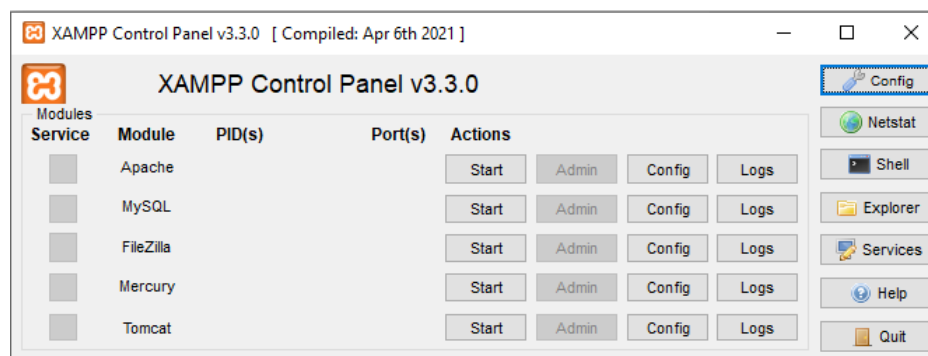 XAMPP Control Panel v3.3.0 [ Compiled: Apr 6th 2021 ]
XAMPP Control Panel v3.3.0
Config
Modules
Service Module PID(s) Port(s) Actions
Netstat
Apache Start Admin Config Logs
Shell
MySQL Start Admin Config Logs
Explorer
FileZilla Start Admin Config Logs
Services
Mercury Start Admin Config Logs
Help
Tomcat Start Admin Config Logs
Quit